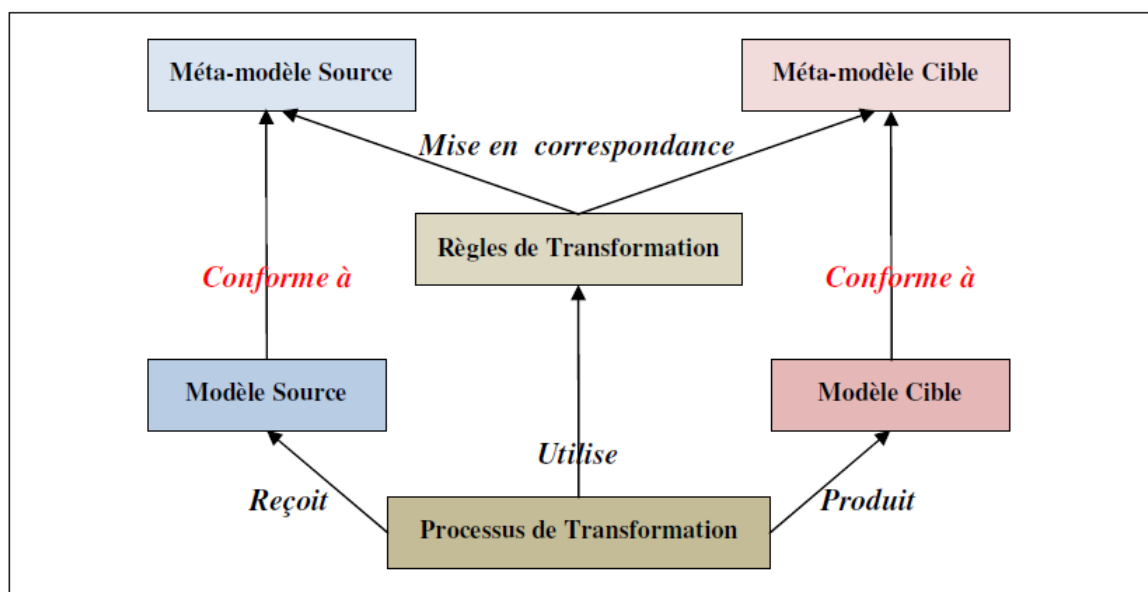 Méta-modèle Source
Méta-modèle Cible
Mise en correspondance
Règles de Transformation
Conforme à
Conforme à
Modèle Source
Modèle Cible
Utilise
Reçoit
Produit
Processus de Transformation